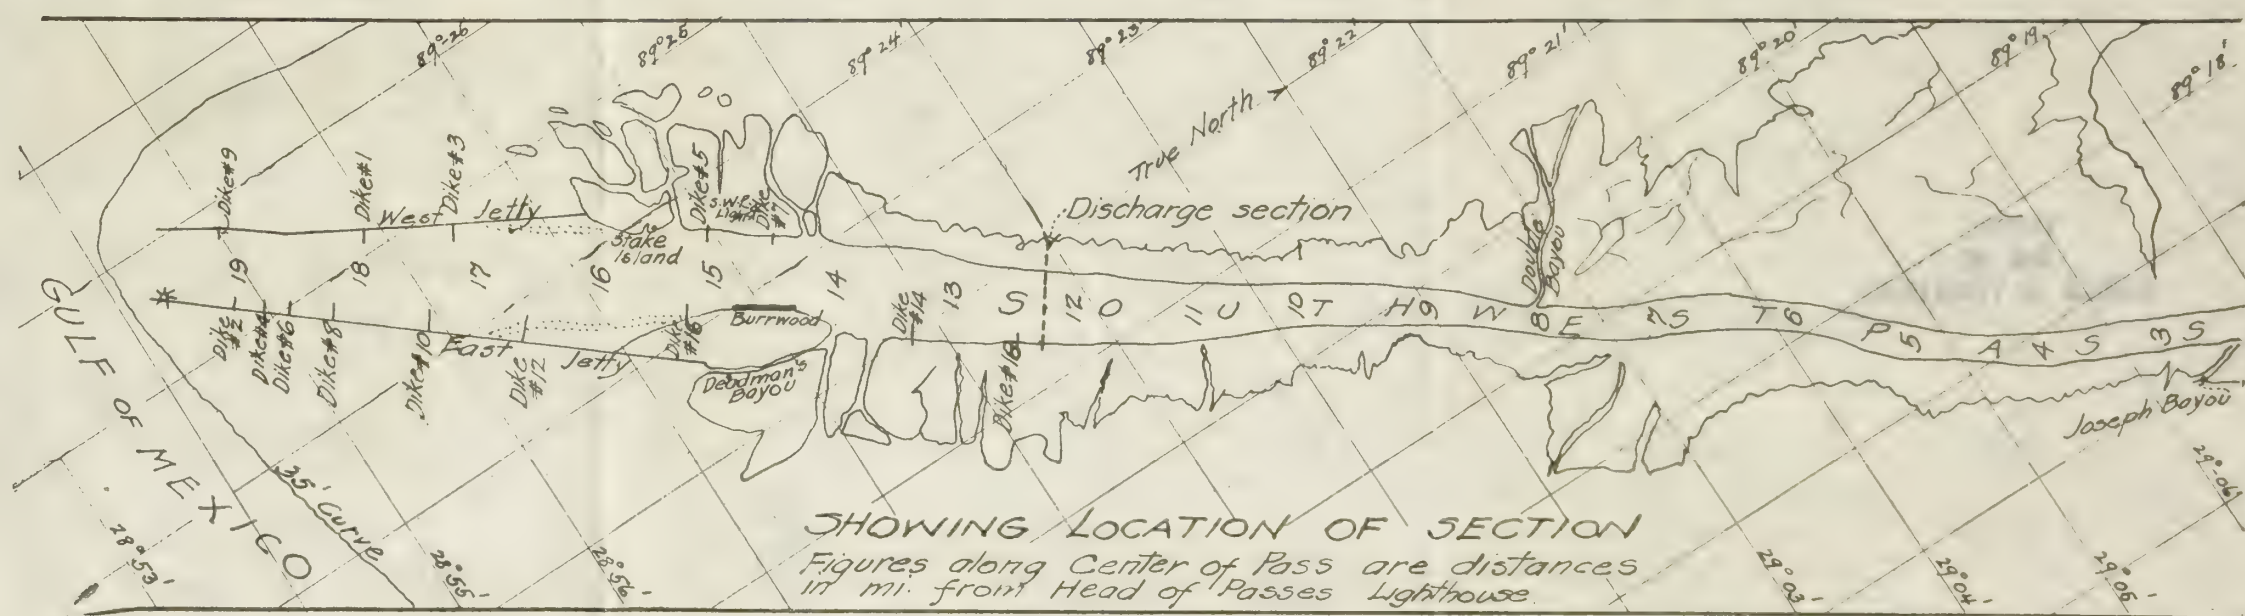 89°-26'
89°25'
89°24'
89°23'
89°22'
89°21'
89°20'
89°19'
89°18'
True North
Dike#9
Dike#1
Dike#3
West Jetty
Stake
Island
Dike#5
S.W.P.
Light
Dike
#7
Discharge section
Double
Bayou
19
18
17
16
15
14
13
12
11
10
9
8
7
6
5
4
3
SOUTHWEST PASS
GULF OF MEXICO
Dike
#2
Dike#4
Dike#6
Dike#8
Dike#10
East Jetty
Dike
#12
Dike
#16
Burrwood
Deadman's
Bayou
Dike
#14
Dike#18
Joseph Bayou
35' Curve
28°53'
28°55'
28°56'
29°03'
29°04'
29°05'
29°-06'
SHOWING LOCATION OF SECTION
Figures along Center of Pass are distances
in mi. from Head of Passes Lighthouse